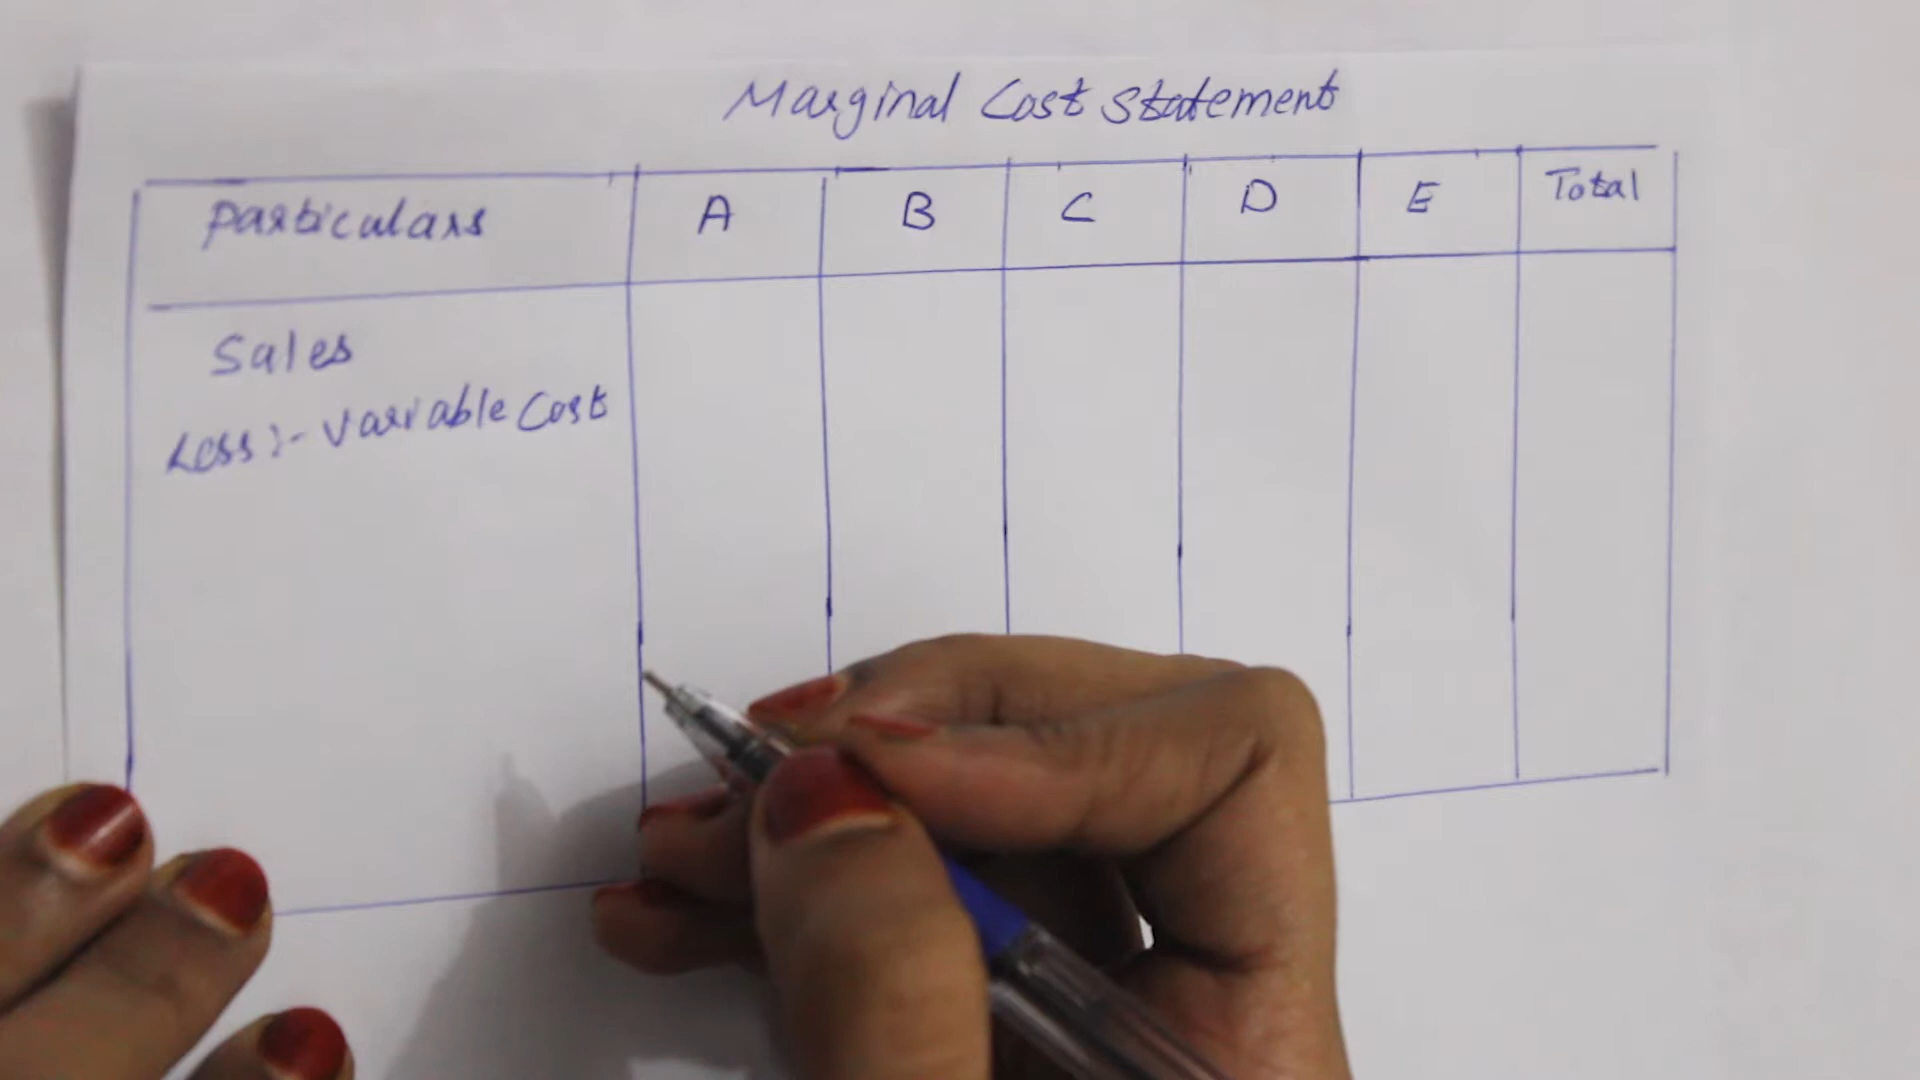 Marginal Cost Statement
Particulars A B C D E Total
Sales
Less:- Variable Cost